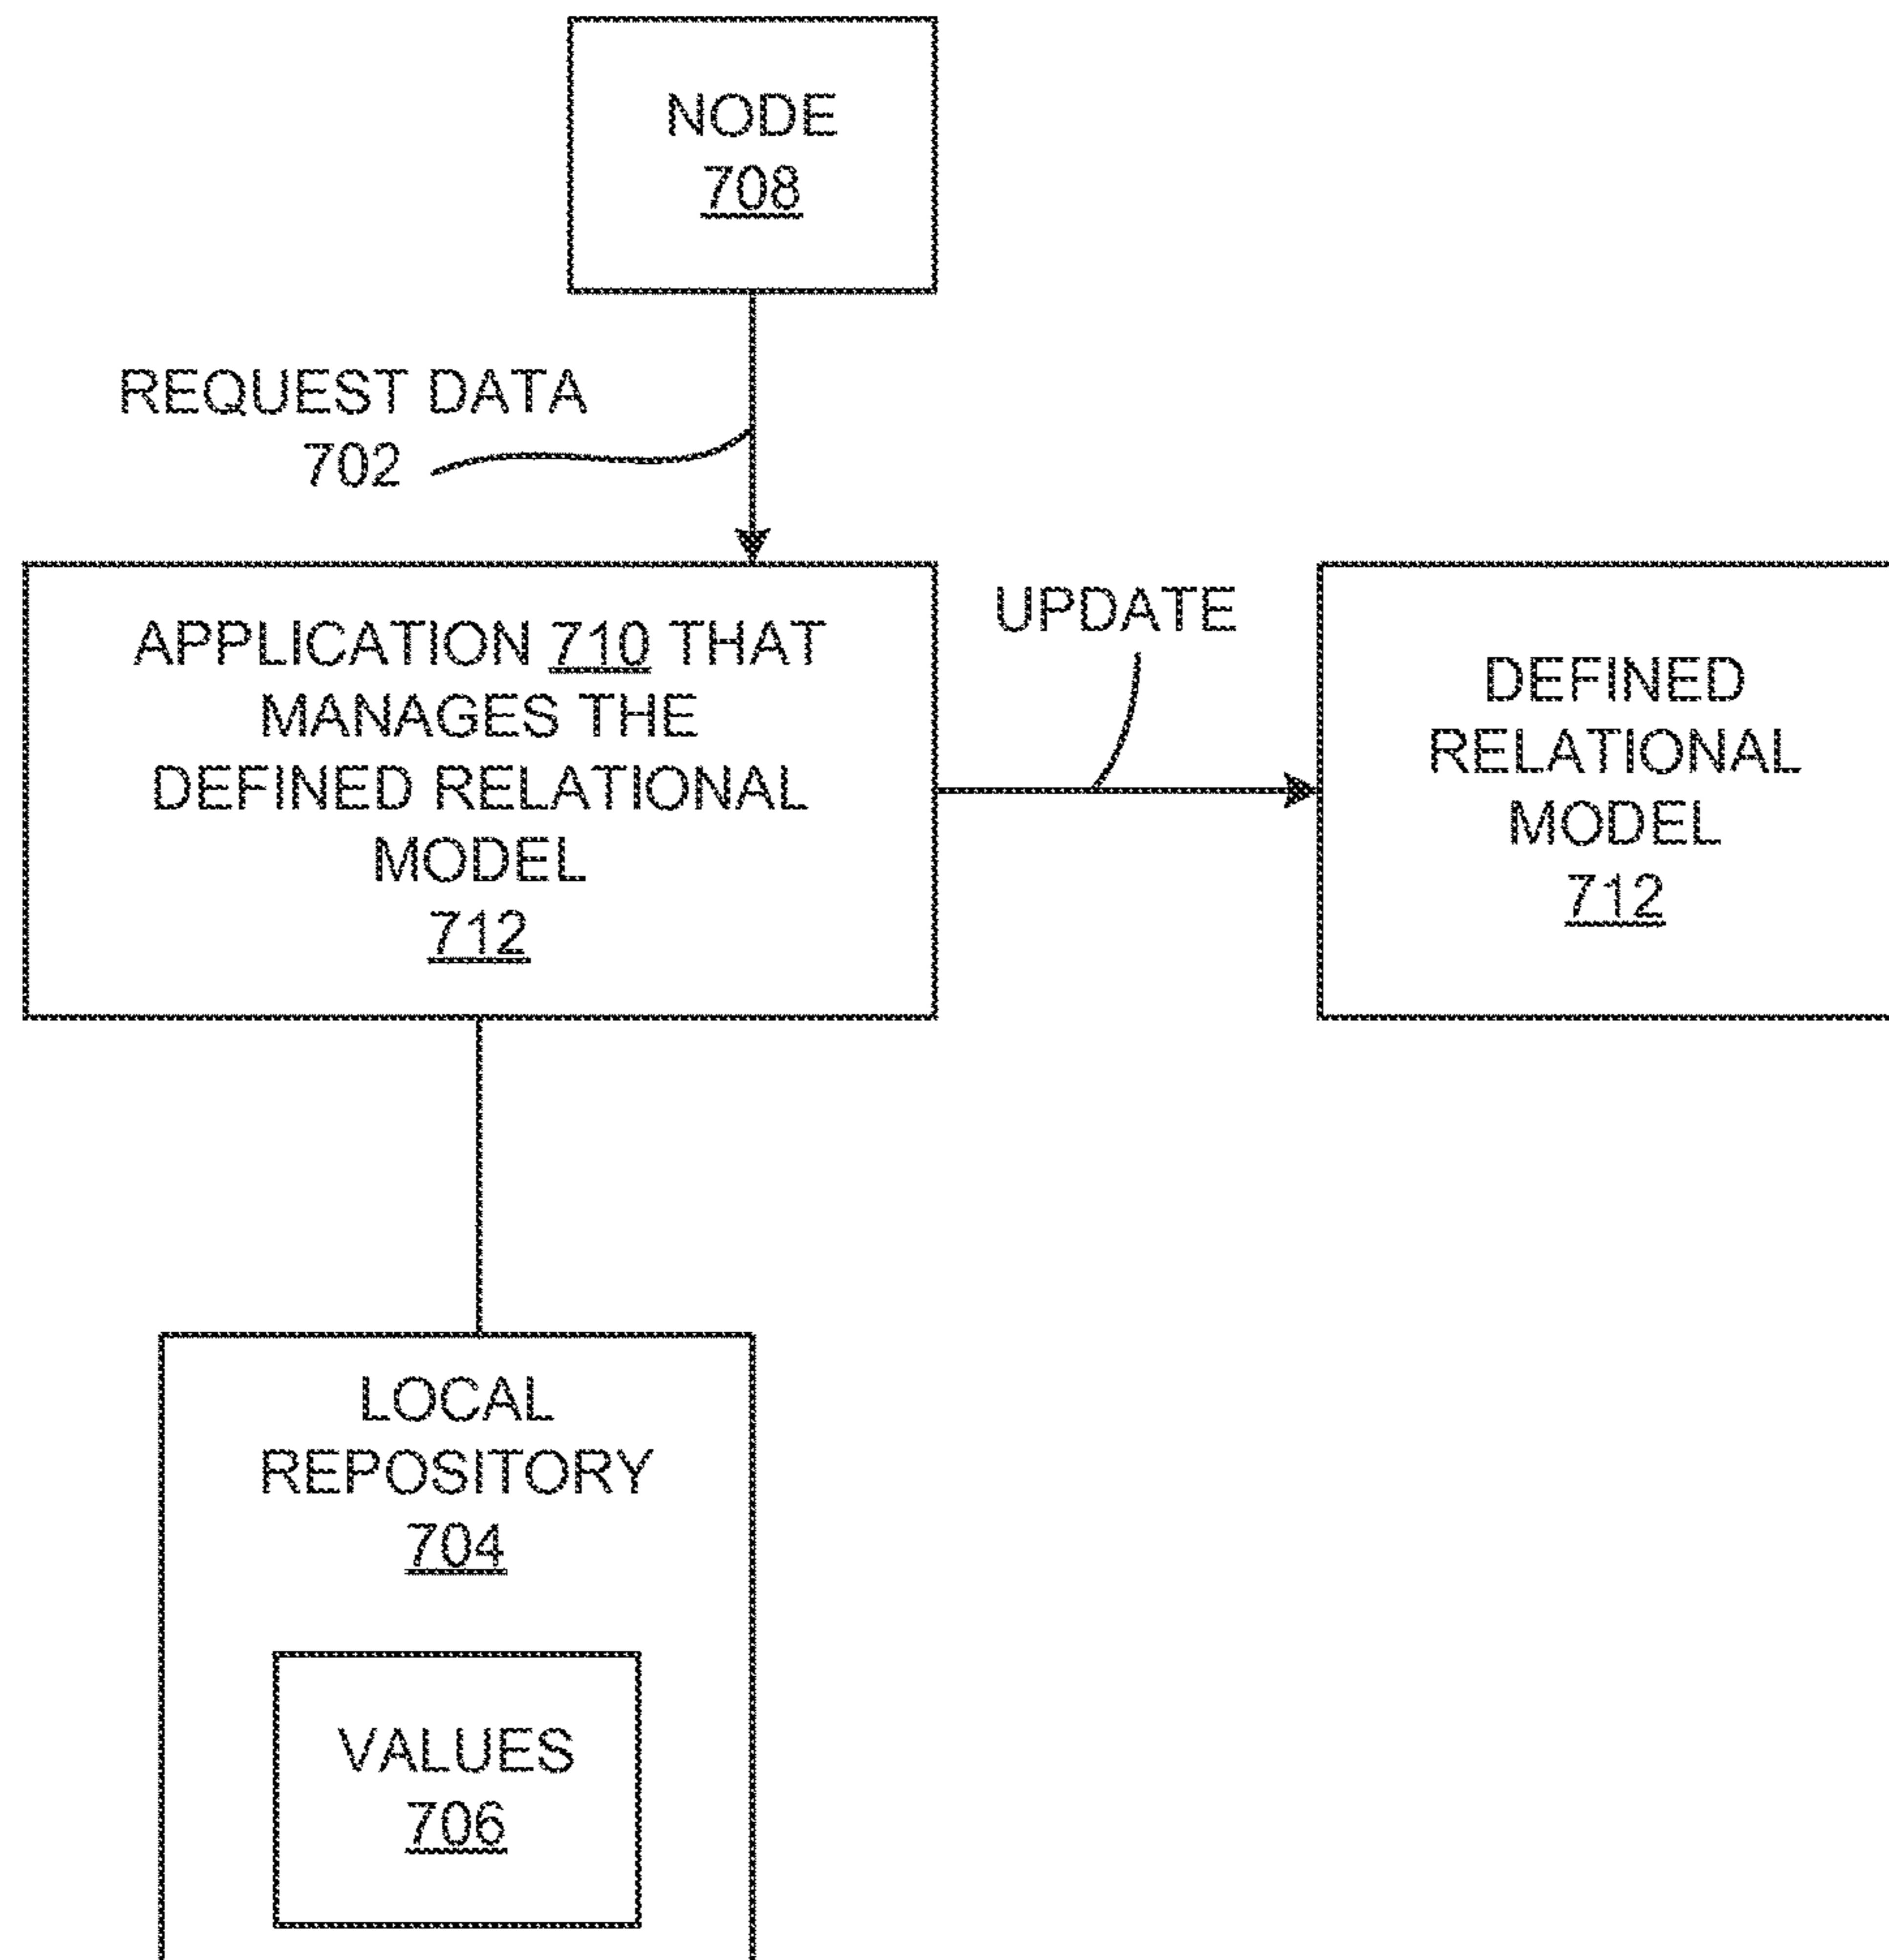 NODE
708
REQUEST DATA
702
APPLICATION 710 THAT
MANAGES THE
DEFINED RELATIONAL
MODEL
712
UPDATE
DEFINED
RELATIONAL
MODEL
712
LOCAL
REPOSITORY
704
VALUES
706